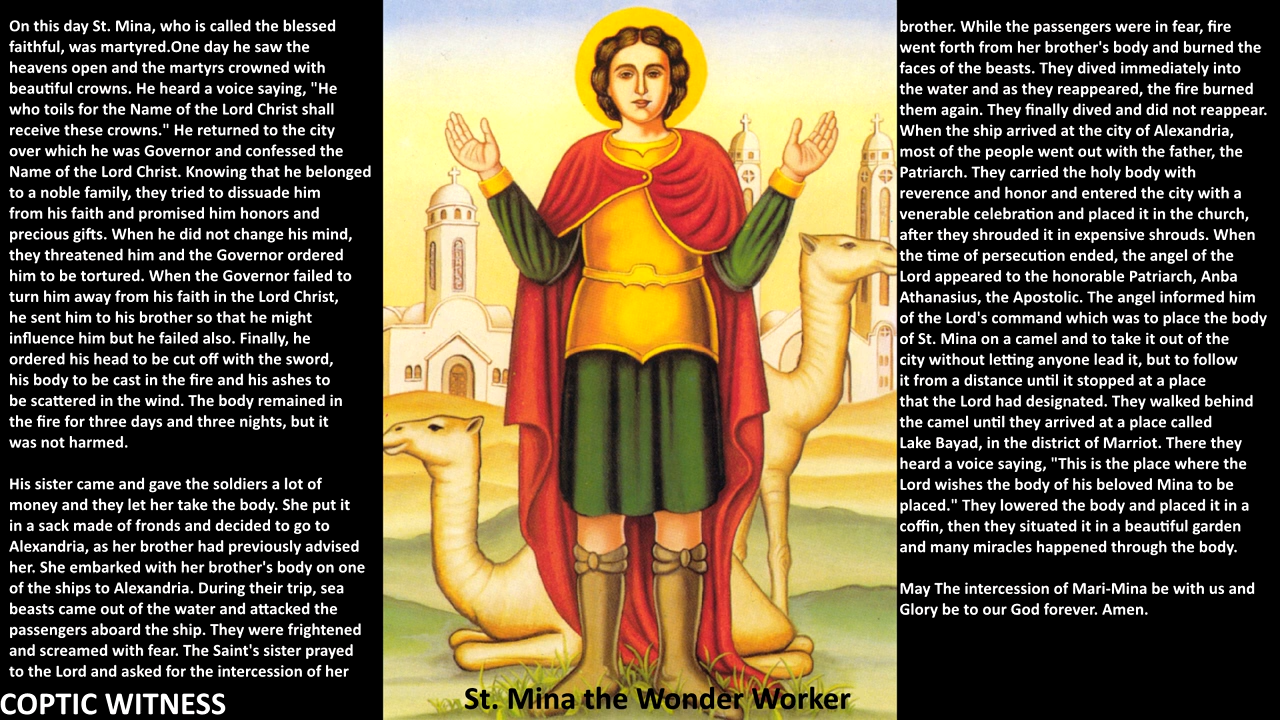 On this day St. Mina, who is called the blessed
faithful, was martyred.One day he saw the
heavens open and the martyrs crowned with
beautiful crowns. He heard a voice saying, "He
who toils for the Name of the Lord Christ shall
receive these crowns." He returned to the city
over which he was Governor and confessed the
Name of the Lord Christ. Knowing that he belonged
to a noble family, they tried to dissuade him
from his faith and promised him honors and
precious gifts. When he did not change his mind,
they threatened him and the Governor ordered
him to be tortured. When the Governor failed to
turn him away from his faith in the Lord Christ,
he sent him to his brother so that he might
influence him but he failed also. Finally, he
ordered his head to be cut off with the sword,
his body to be cast in the fire and his ashes to
be scattered in the wind. The body remained in
the fire for three days and three nights, but it
was not harmed.
His sister came and gave the soldiers a lot of
money and they let her take the body. She put it
in a sack made of fronds and decided to go to
Alexandria, as her brother had previously advised
her. She embarked with her brother's body on one
of the ships to Alexandria. During their trip, sea
beasts came out of the water and attacked the
passengers aboard the ship. They were frightened
and screamed with fear. The Saint's sister prayed
to the Lord and asked for the intercession of her
brother. While the passengers were in fear, fire
went forth from her brother's body and burned the
faces of the beasts. They dived immediately into
the water and as they reappeared, the fire burned
them again. They finally dived and did not reappear.
When the ship arrived at the city of Alexandria,
most of the people went out with the father, the
Patriarch. They carried the holy body with
reverence and honor and entered the city with a
venerable celebration and placed it in the church,
after they shrouded it in expensive shrouds. When
the time of persecution ended, the angel of the
Lord appeared to the honorable Patriarch, Anba
Athanasius, the Apostolic. The angel informed him
of the Lord's command which was to place the body
of St. Mina on a camel and to take it out of the
city without letting anyone lead it, but to follow
it from a distance until it stopped at a place
that the Lord had designated. They walked behind
the camel until they arrived at a place called
Lake Bayad, in the district of Marriot. There they
heard a voice saying, "This is the place where the
Lord wishes the body of his beloved Mina to be
placed." They lowered the body and placed it in a
coffin, then they situated it in a beautiful garden
and many miracles happened through the body.
May The intercession of Mari-Mina be with us and
Glory be to our God forever. Amen.
COPTIC WITNESS
St. Mina the Wonder Worker